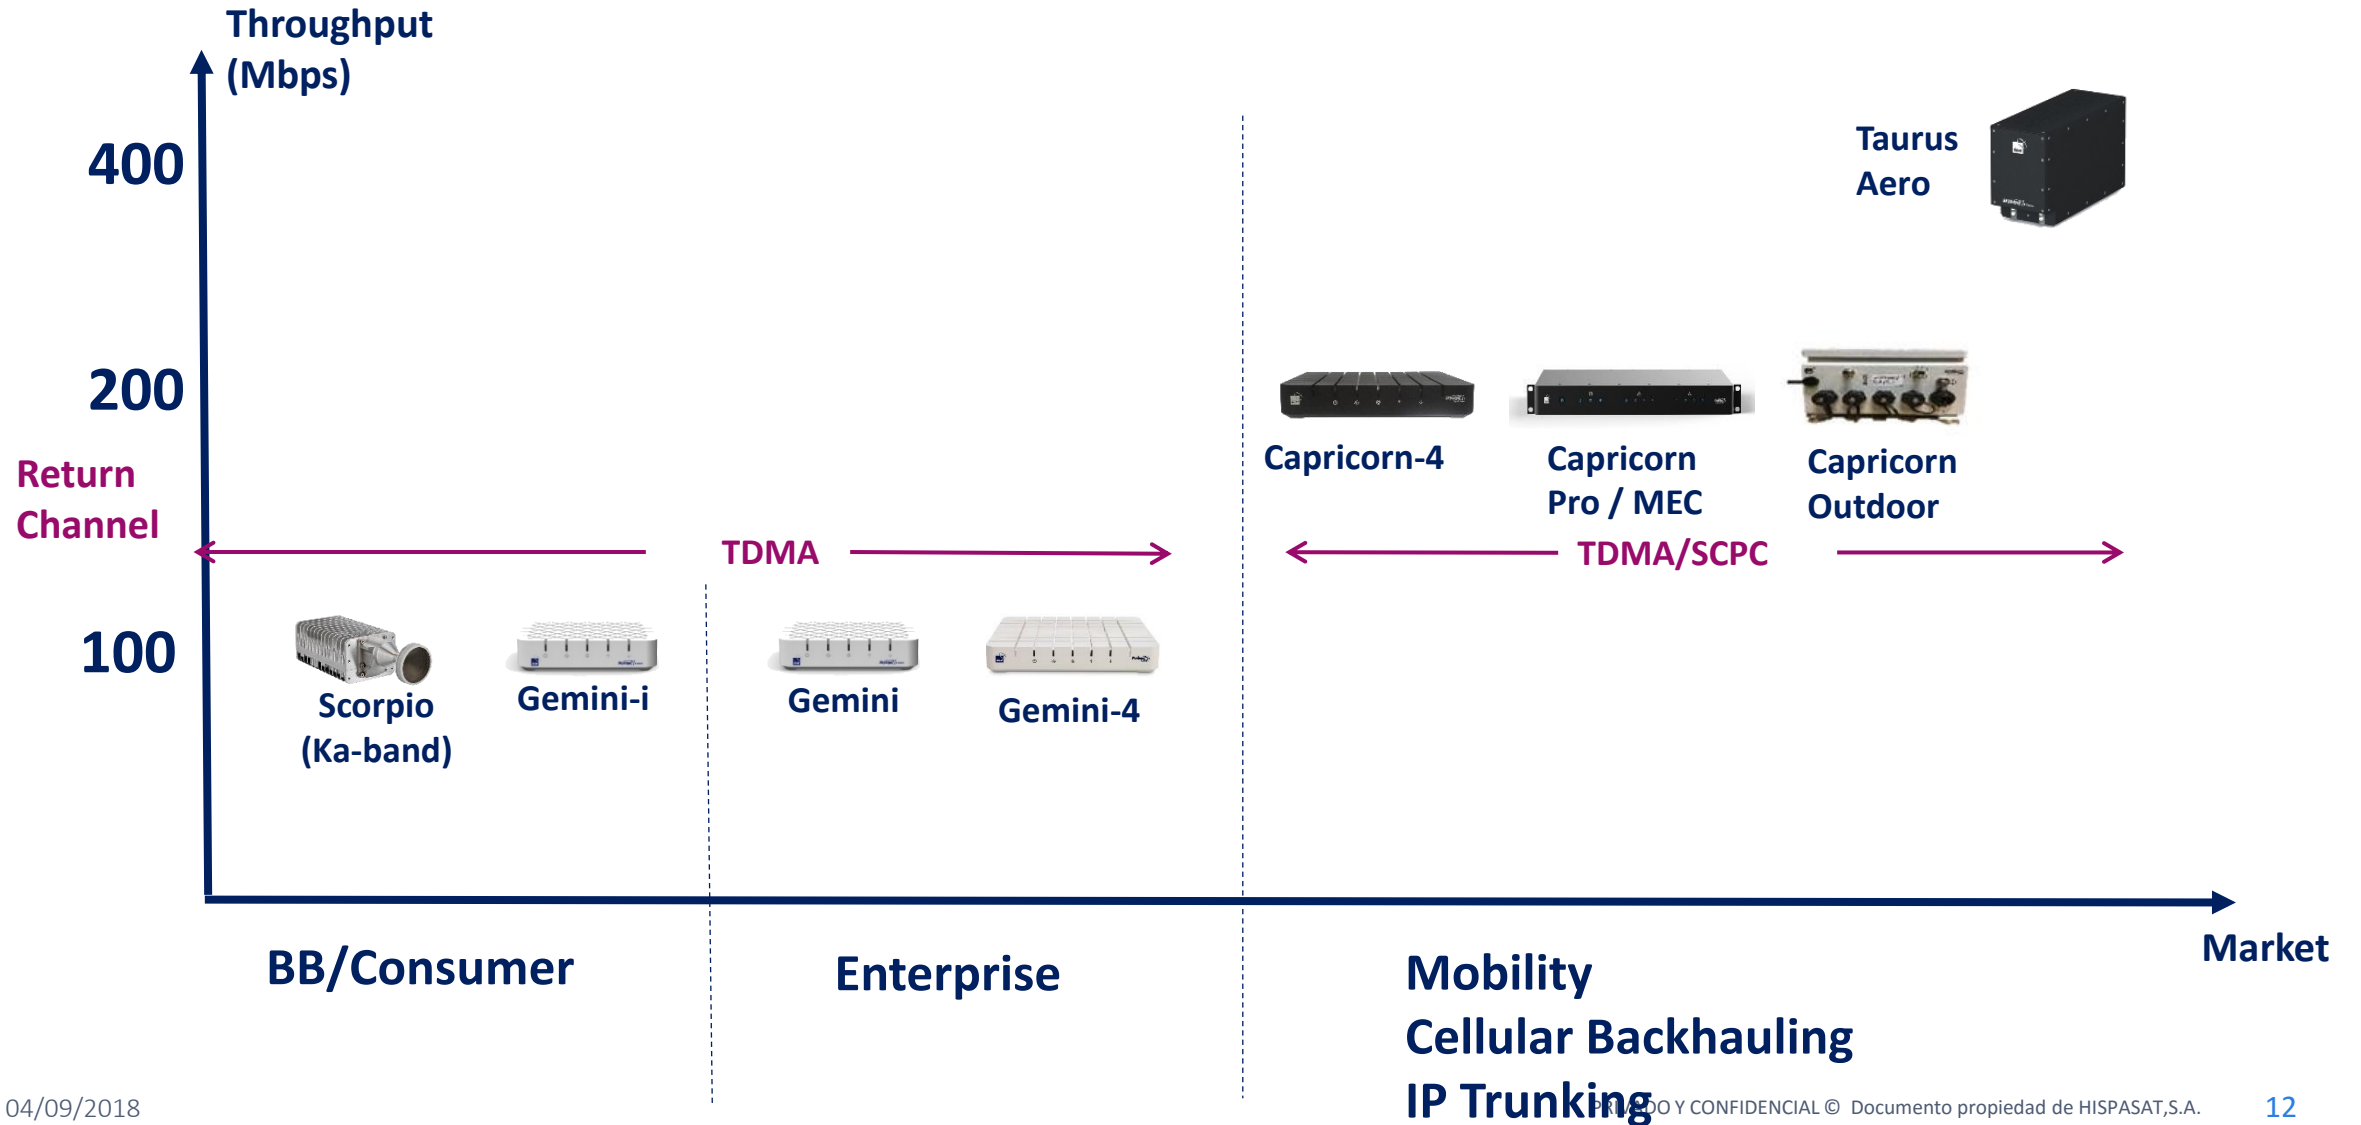 Throughput
(Mbps)
400
Taurus
Aero
200
Capricorn-4
Capricorn
Pro / MEC
Capricorn
Outdoor
Return
Channel
TDMA
TDMA/SCPC
100
Scorpio
(Ka-band)
Gemini-i
Gemini
Gemini-4
Market
BB/Consumer
Enterprise
Mobility
Cellular Backhauling
IP Trunking
04/09/2018
PRIVADO Y CONFIDENCIAL © Documento propiedad de HISPASAT,S.A.
12